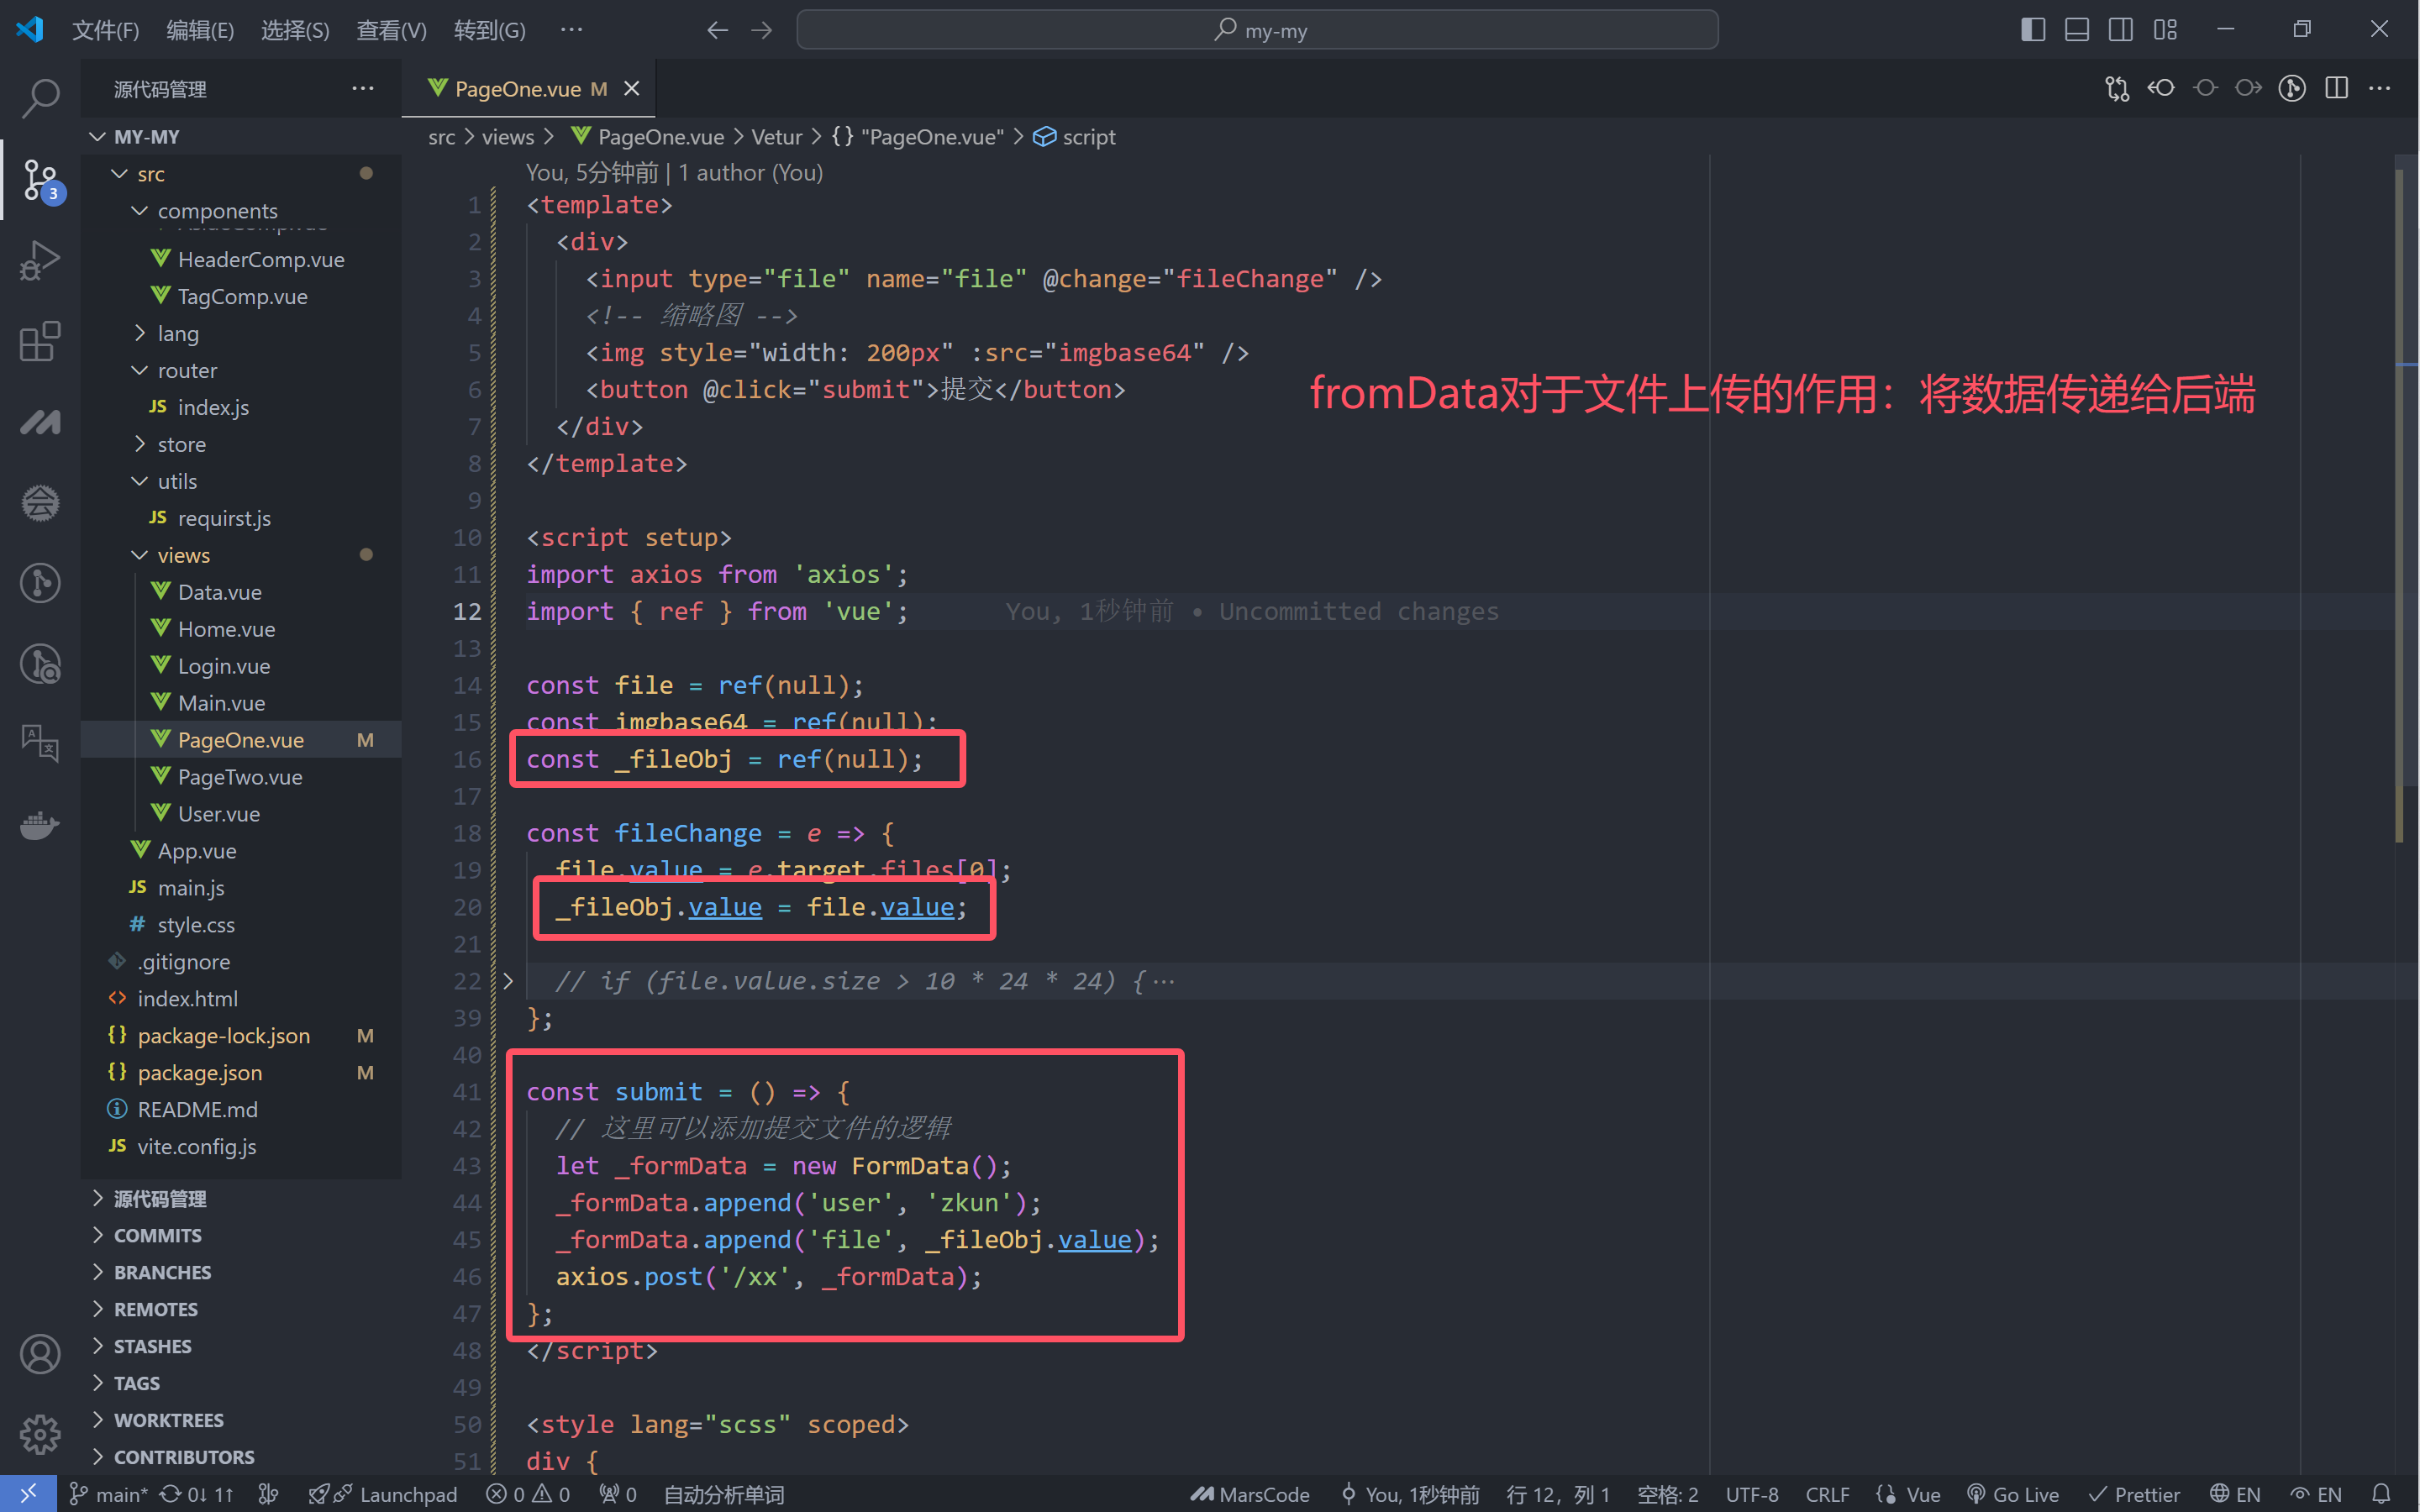 文件(F) 编辑(E) 选择(S) 查看(V) 转到(G) ··· my-my
源代码管理 ···
PageOne.vue M
MY-MY
src > views > PageOne.vue > Vetur > {} "PageOne.vue" > script
src
components
HeaderComp.vue
TagComp.vue
lang
router
JS index.js
store
utils
JS requirst.js
views
Data.vue
Home.vue
Login.vue
Main.vue
PageOne.vue M
PageTwo.vue
User.vue
App.vue
JS main.js
# style.css
.gitignore
<> index.html
{} package-lock.json M
{} package.json M
README.md
JS vite.config.js
源代码管理
COMMITS
BRANCHES
REMOTES
STASHES
TAGS
WORKTREES
CONTRIBUTORS
3
You, 5分钟前 | 1 author (You)
1 <template>
2 <div>
3 <input type="file" name="file" @change="fileChange" />
4 <!-- 缩略图 -->
5 <img style="width: 200px" :src="imgbase64" />
6 <button @click="submit">提交</button>
7 </div>
8 </template>
9
10 <script setup>
11 import axios from 'axios';
12 import { ref } from 'vue'; You, 1秒钟前 • Uncommitted changes
13
14 const file = ref(null);
15 const imgbase64 = ref(null);
16 const _fileObj = ref(null);
17
18 const fileChange = e => {
19 file.value = e.target.files[0];
20 _fileObj.value = file.value;
21
22 // if (file.value.size > 10 * 24 * 24) {···
39 };
40
41 const submit = () => {
42 // 这里可以添加提交文件的逻辑
43 let _formData = new FormData();
44 _formData.append('user', 'zkun');
45 _formData.append('file', _fileObj.value);
46 axios.post('/xx', _formData);
47 };
48 </script>
49
50 <style lang="scss" scoped>
51 div {
fromData对于文件上传的作用：将数据传递给后端
main* 0↓ 1↑ Launchpad 0 0 0 自动分析单词 MarsCode You, 1秒钟前 行 12，列 1 空格: 2 UTF-8 CRLF {} Vue Go Live Prettier EN EN